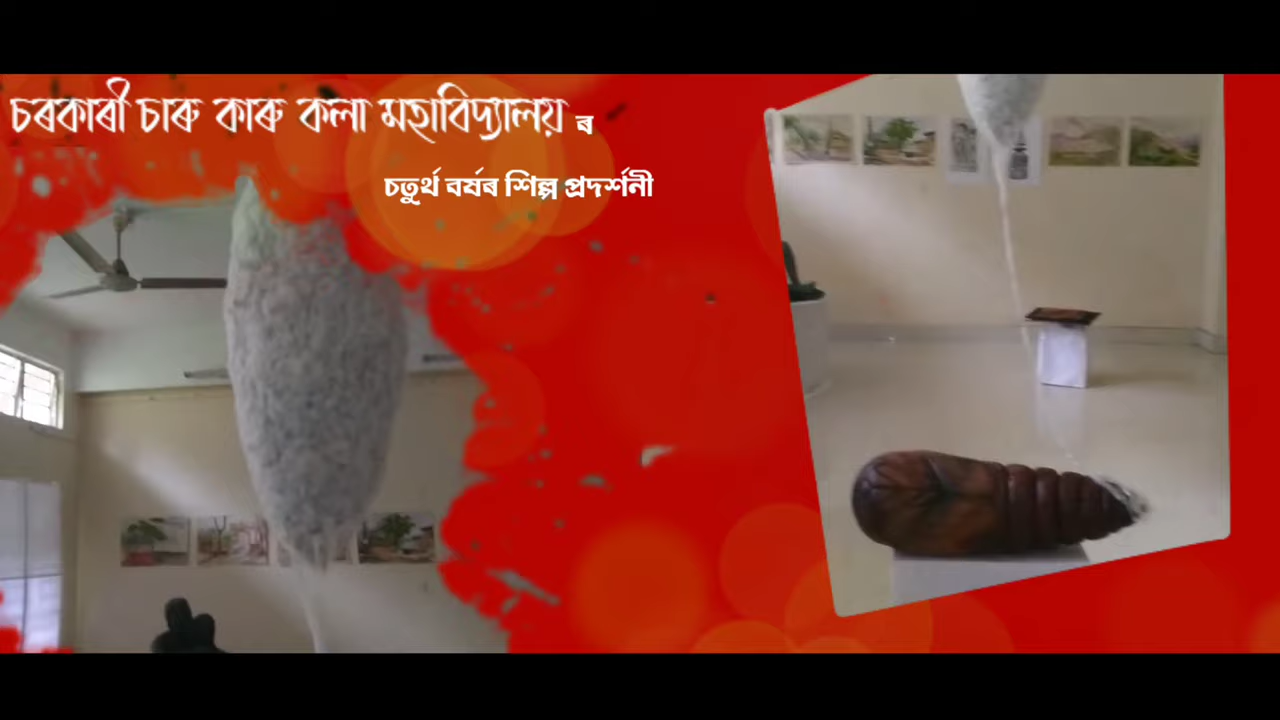 চৰকাৰী চাৰু কাৰু কলা মহাবিদ্যালয় ৰ
চতুৰ্থ বৰ্ষৰ শিল্প প্ৰদৰ্শনী